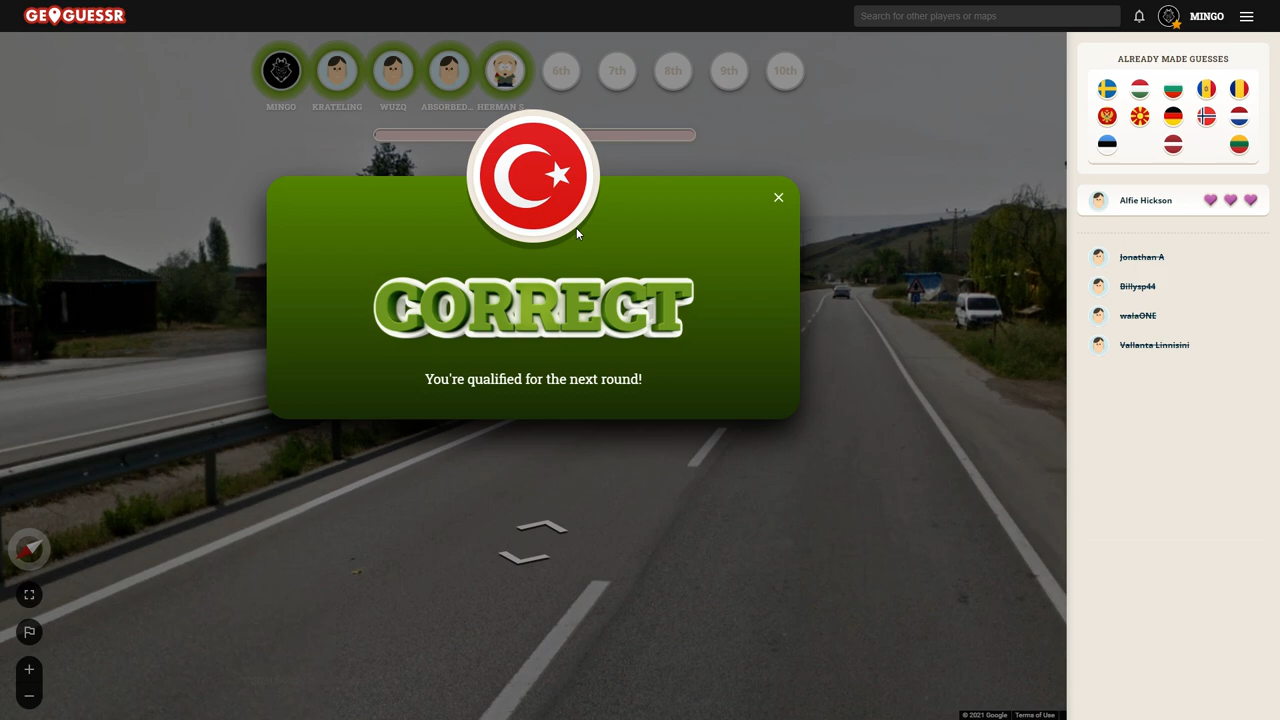 GEOGUESSR
Search for other players or maps
MINGO
6th
7th
8th
9th
10th
MINGO
KRATELING
WUZQ
ABSORBED...
HERMAN S...
CORRECT
You're qualified for the next round!
ALREADY MADE GUESSES
Alfie Hickson
Jonathan A
Billysp44
walaONE
Vallanta Linnisini
© 2021 Google
Terms of Use